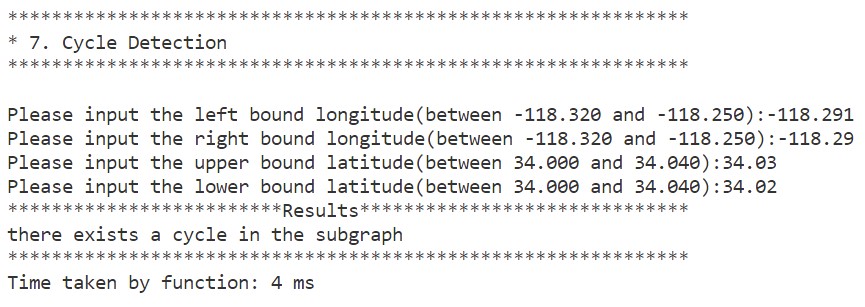 **************************************************************
* 7. Cycle Detection
**************************************************************
Please input the left bound longitude(between -118.320 and -118.250):-118.291
Please input the right bound longitude(between -118.320 and -118.250):-118.29
Please input the upper bound latitude(between 34.000 and 34.040):34.03
Please input the lower bound latitude(between 34.000 and 34.040):34.02
*************************Results******************************
there exists a cycle in the subgraph
**************************************************************
Time taken by function: 4 ms